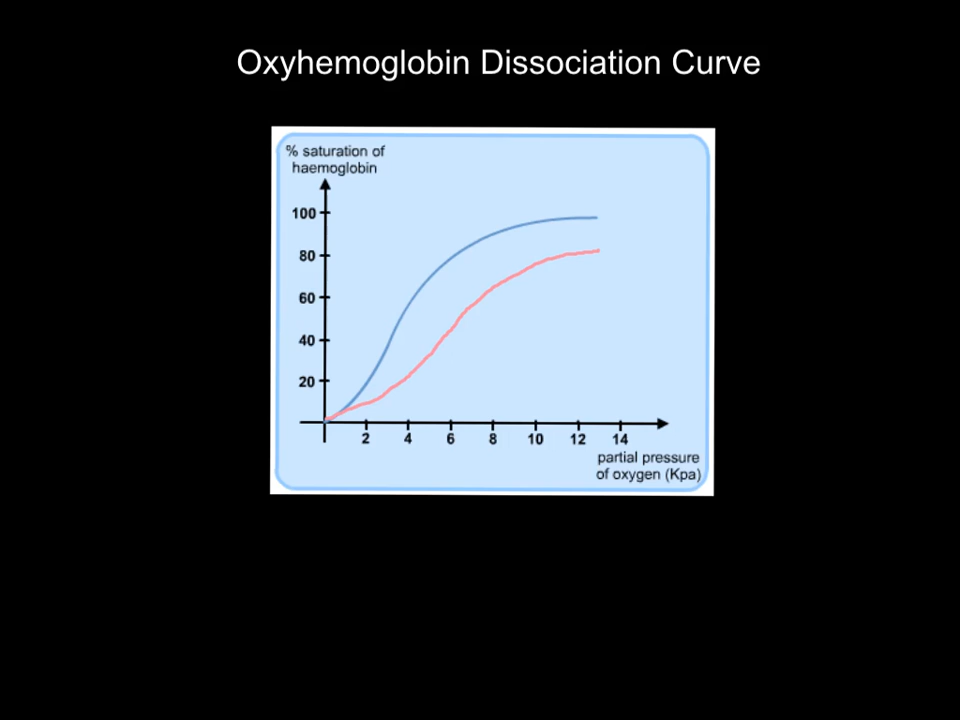 Oxyhemoglobin Dissociation Curve
% saturation of
haemoglobin
100
80
60
40
20
2 4 6 8 10 12 14
partial pressure
of oxygen (Kpa)